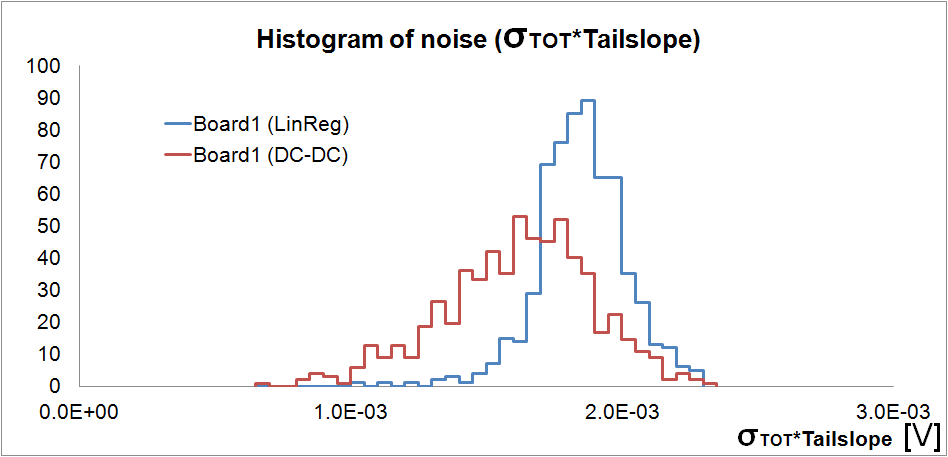 Histogram of noise (σTOT*Tailslope)
100
90
80
70
60
50
40
30
20
10
0
Board1 (LinReg)
Board1 (DC-DC)
0.0E+00 1.0E-03 2.0E-03 3.0E-03
σTOT*Tailslope [V]